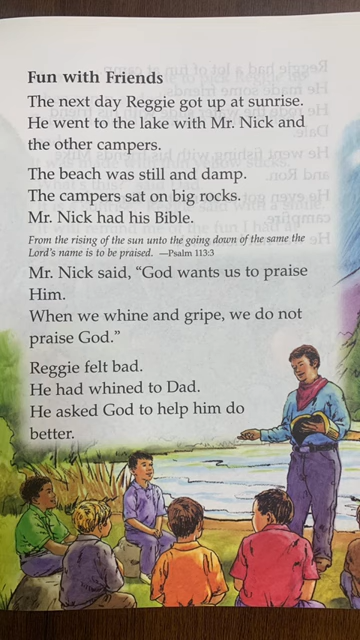 Fun with Friends
The next day Reggie got up at sunrise.
He went to the lake with Mr. Nick and
the other campers.
The beach was still and damp.
The campers sat on big rocks.
Mr. Nick had his Bible.
From the rising of the sun unto the going down of the same the
Lord's name is to be praised. —Psalm 113:3
Mr. Nick said, “God wants us to praise
Him.
When we whine and gripe, we do not
praise God.”
Reggie felt bad.
He had whined to Dad.
He asked God to help him do
better.